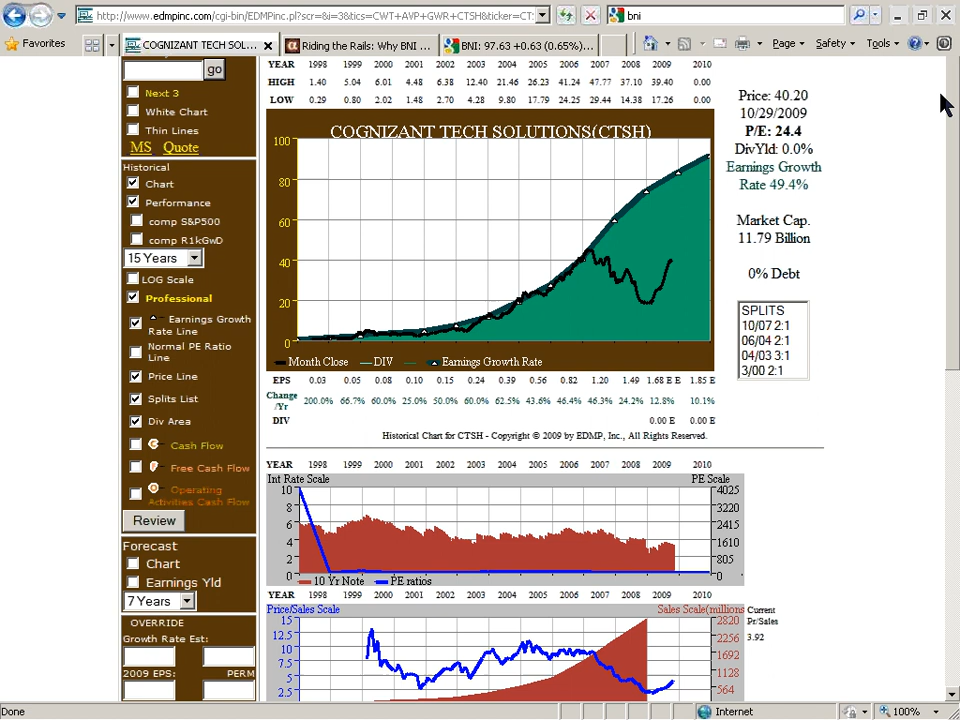 http://www.edmpinc.com/cgi-bin/EDMPinc.pl?scr=&i=3&tics=CWT+AVP+GWR+CTSH&ticker=CT:
bni
Favorites
COGNIZANT TECH SOL...
Riding the Rails: Why BNI ...
BNI: 97.63 +0.63 (0.65%)...
Page
Safety
Tools
go
Next 3
White Chart
Thin Lines
MS Quote
Historical
Chart
Performance
comp S&P500
comp R1kGwD
15 Years
LOG Scale
Professional
Earnings Growth
Rate Line
Normal PE Ratio
Line
Price Line
Splits List
Div Area
Cash Flow
Free Cash Flow
Operating
Activities Cash Flow
Review
Forecast
Chart
Earnings Yld
7 Years
OVERRIDE
Growth Rate Est:
2009 EPS: PERM
YEAR 1998 1999 2000 2001 2002 2003 2004 2005 2006 2007 2008 2009 2010
HIGH 1.40 5.04 6.01 4.48 6.38 12.40 21.46 26.23 41.24 47.77 37.10 39.40 0.00
LOW 0.29 0.80 2.02 1.48 2.70 4.28 9.80 17.79 24.25 29.44 14.38 17.26 0.00
COGNIZANT TECH SOLUTIONS(CTSH)
100
80
60
40
20
0
Month Close DIV Earnings Growth Rate
EPS 0.03 0.05 0.08 0.10 0.15 0.24 0.39 0.56 0.82 1.20 1.49 1.68 E E 1.85 E
Change
/Yr 200.0% 66.7% 60.0% 25.0% 50.0% 60.0% 62.5% 43.6% 46.4% 46.3% 24.2% 12.8% 10.1%
DIV 0.00 E 0.00 E
Historical Chart for CTSH - Copyright © 2009 by EDMP, Inc., All Rights Reserved.
Price: 40.20
10/29/2009
P/E: 24.4
DivYld: 0.0%
Earnings Growth
Rate 49.4%
Market Cap.
11.79 Billion
0% Debt
SPLITS
10/07 2:1
06/04 2:1
04/03 3:1
3/00 2:1
YEAR 1998 1999 2000 2001 2002 2003 2004 2005 2006 2007 2008 2009 2010
Int Rate Scale PE Scale
10 4025
8 3220
6 2415
4 1610
2 805
0 0
10 Yr Note PE ratios
YEAR 1998 1999 2000 2001 2002 2003 2004 2005 2006 2007 2008 2009 2010
Price/Sales Scale Sales Scale(millions
Current
Pr/Sales
3.92
15 2820
12.5 2256
10 1692
7.5
5 1128
2.5 564
Done
Internet
100%